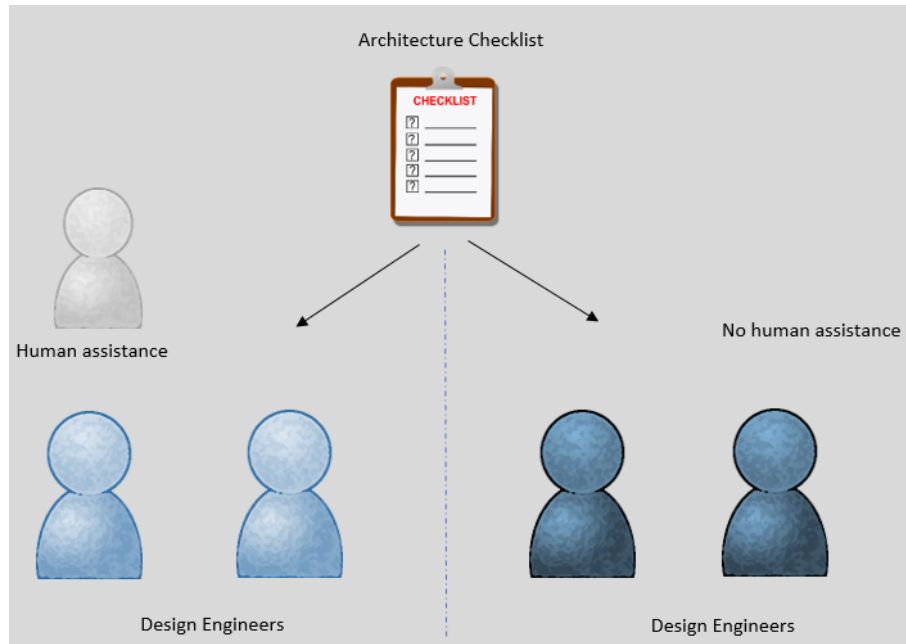 Architecture Checklist
CHECKLIST
?
?
?
?
?
Human assistance
No human assistance
Design Engineers
Design Engineers